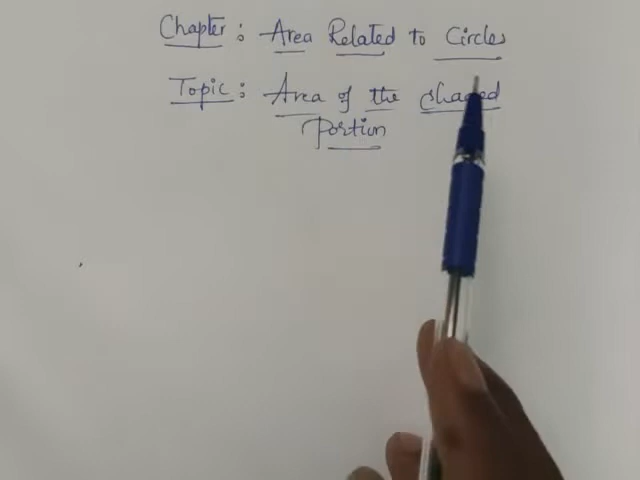 Chapter: Area Related to Circles
Topic: Area of the shaded
Portion